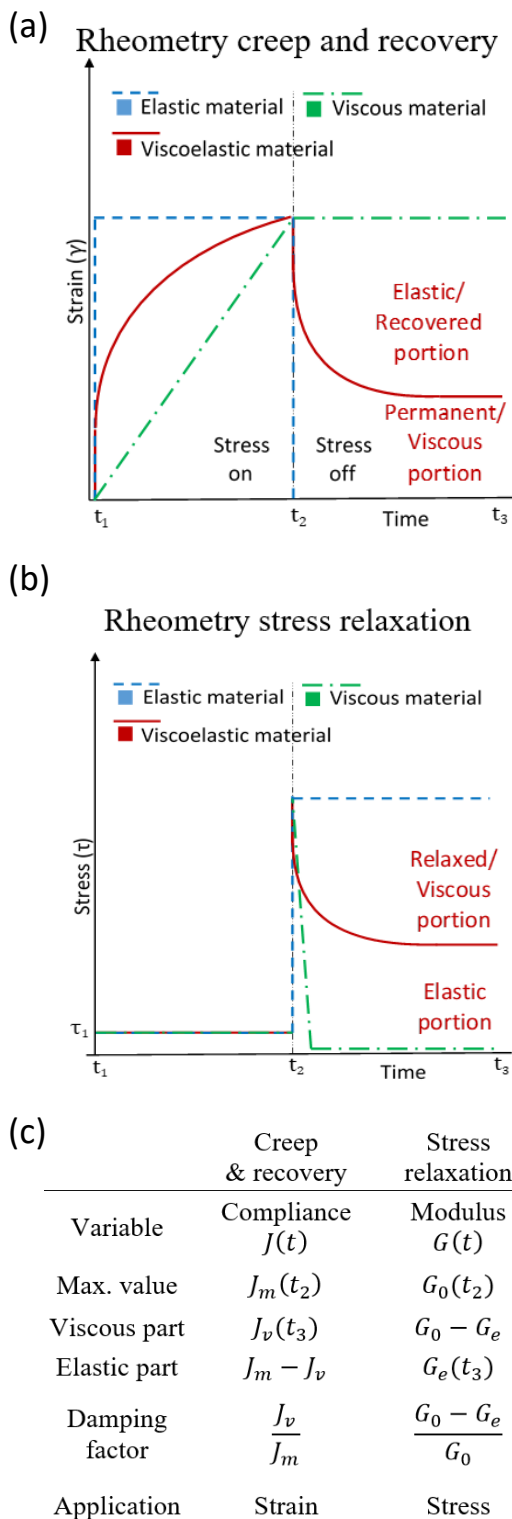 (a)
Rheometry creep and recovery
Elastic material
Viscous material
Viscoelastic material
Strain (γ)
Elastic/
Recovered
portion
Permanent/
Viscous
portion
Stress
on
Stress
off
t₁
t₂
Time
t₃
(b)
Rheometry stress relaxation
Elastic material
Viscous material
Viscoelastic material
Stress (τ)
Relaxed/
Viscous
portion
Elastic
portion
τ₁
t₁
t₂
Time
t₃
(c)
Creep
& recovery
Stress
relaxation
Variable
Compliance
J(t)
Modulus
G(t)
Max. value Jₘ(t₂) G₀(t₂)
Viscous part Jᵥ(t₃) G₀ − Gₑ
Elastic part Jₘ − Jᵥ Gₑ(t₃)
Damping
factor
Jᵥ
Jₘ
G₀ − Gₑ
G₀
Application Strain Stress